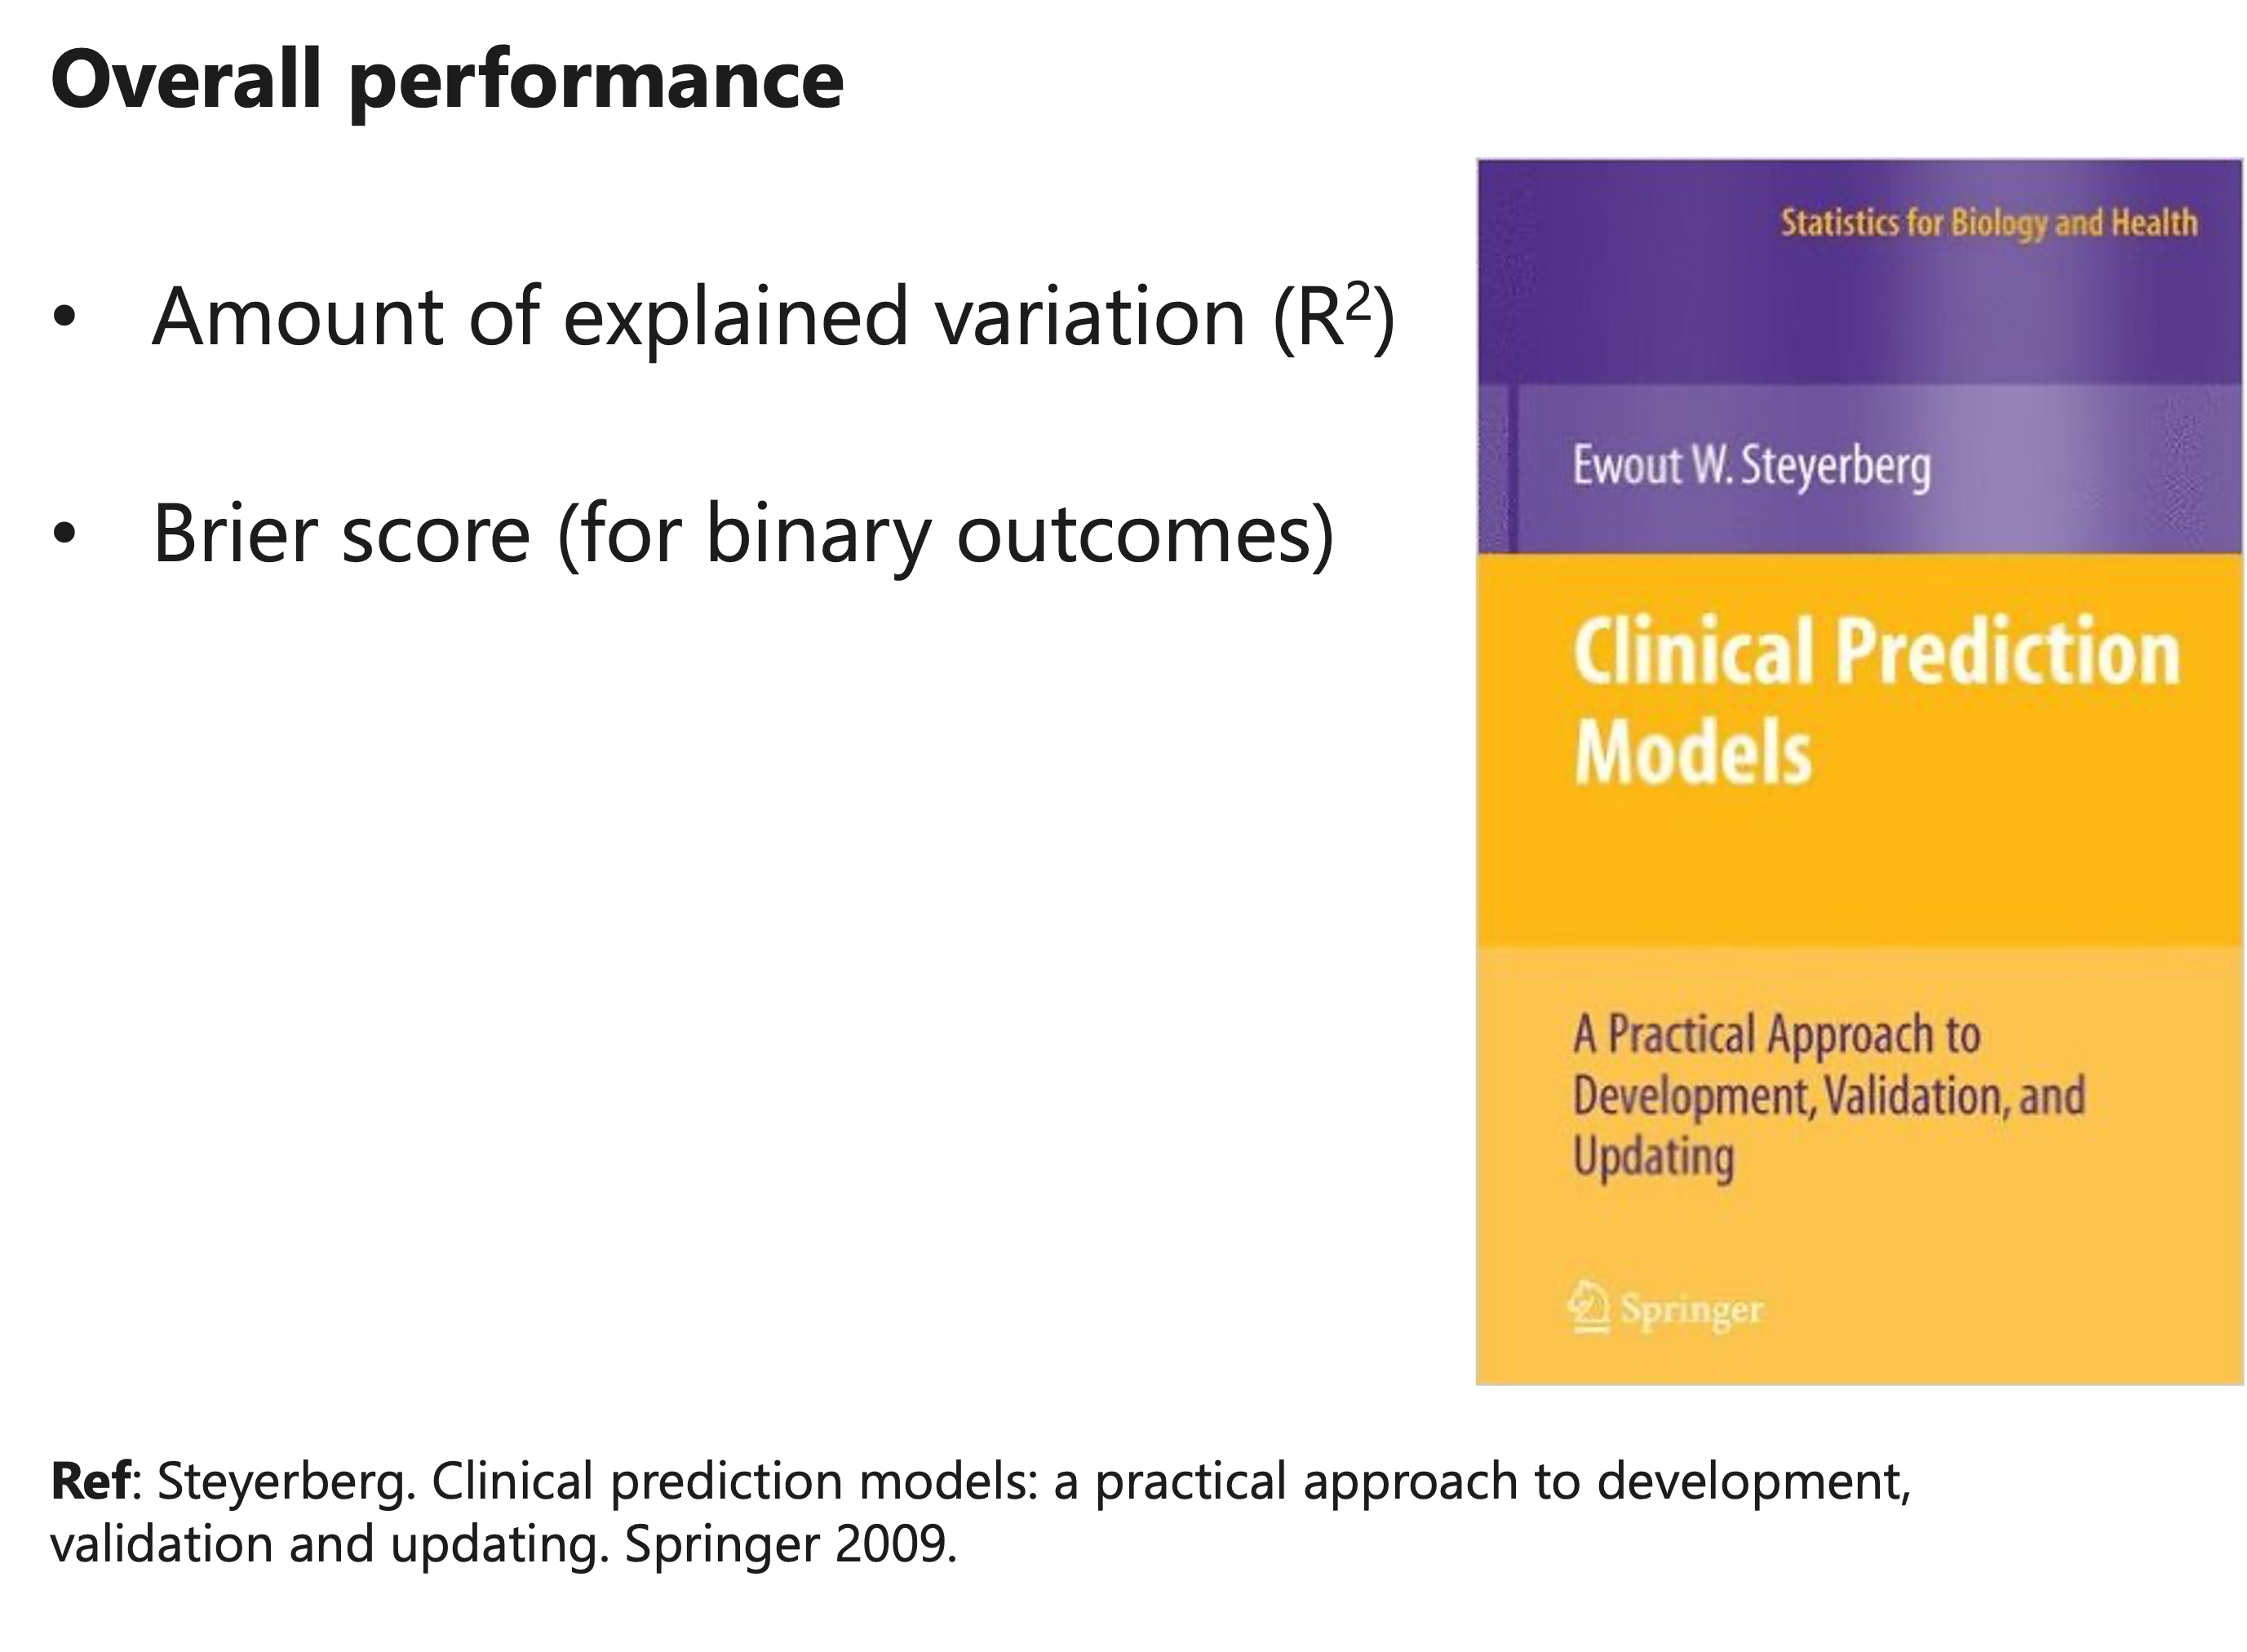 Overall performance
• Amount of explained variation (R²)
• Brier score (for binary outcomes)
Statistics for Biology and Health
Ewout W. Steyerberg
Clinical Prediction
Models
A Practical Approach to
Development, Validation, and
Updating
Springer
Ref: Steyerberg. Clinical prediction models: a practical approach to development,
validation and updating. Springer 2009.